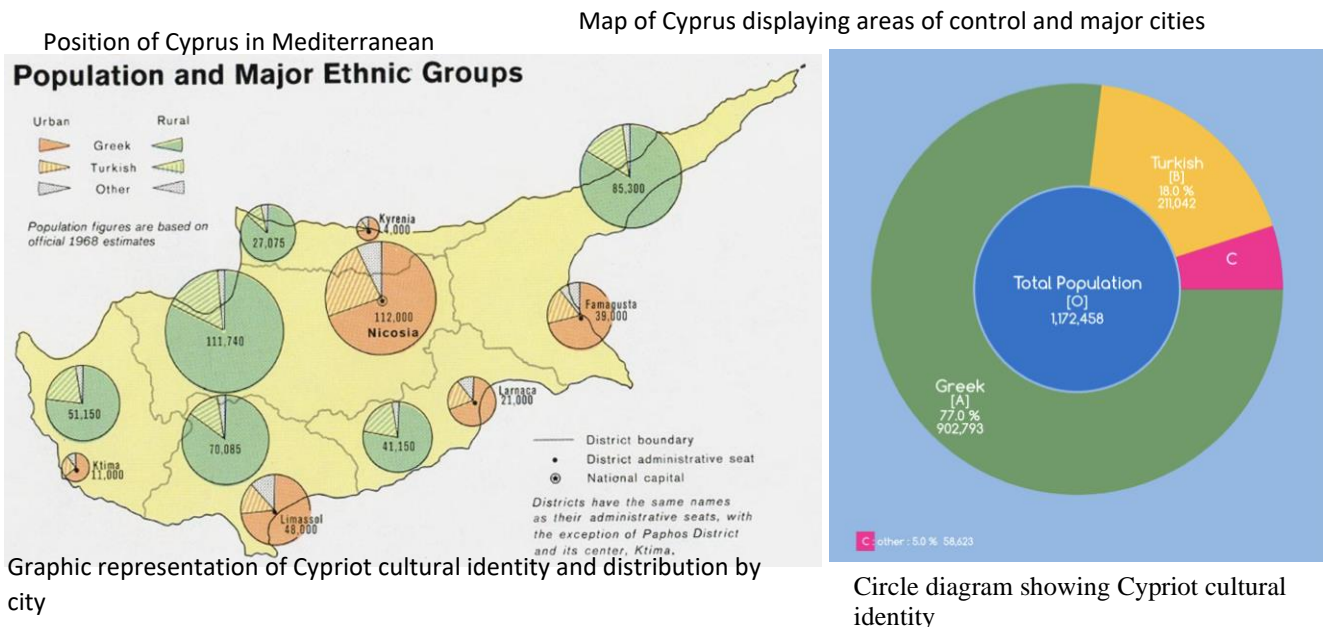 Map of Cyprus displaying areas of control and major cities
Position of Cyprus in Mediterranean
Population and Major Ethnic Groups
Urban Rural
Greek
Turkish
Other
Population figures are based on
official 1968 estimates
85,300
Kyrenia
4,000
27,075
112,000
Nicosia
Famagusta
39,000
111,740
Larnaca
21,000
51,150
70,085
41,150
Ktima
11,000
Limassol
48,000
District boundary
District administrative seat
National capital
Districts have the same names
as their administrative seats, with
the exception of Paphos District
and its center, Ktima.
Graphic representation of Cypriot cultural identity and distribution by
city
Turkish
[B]
18.0 %
211,042
C
Total Population
[O]
1,172,458
Greek
[A]
77.0 %
902,793
C : other : 5.0 % 58,623
Circle diagram showing Cypriot cultural
identity